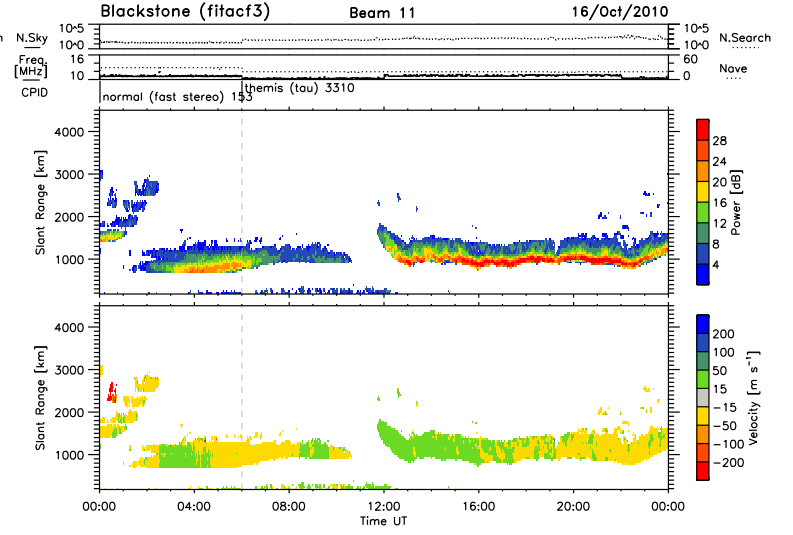 Blackstone (fitacf3) Beam 11 16/Oct/2010
n N.Sky 10^5 10^5 N.Search
10^0 10^0
Freq. 16 60
[MHz] 10 0 Nave
CPID normal (fast stereo) 153 themis (tau) 3310
Slant Range [km]
4000
3000
2000
1000
28
24
20
16
12
8
4
Power [dB]
Slant Range [km]
4000
3000
2000
1000
200
100
50
15
−15
−50
−100
−200
Velocity [m s⁻¹]
00:00 04:00 08:00 12:00 16:00 20:00 00:00
Time UT